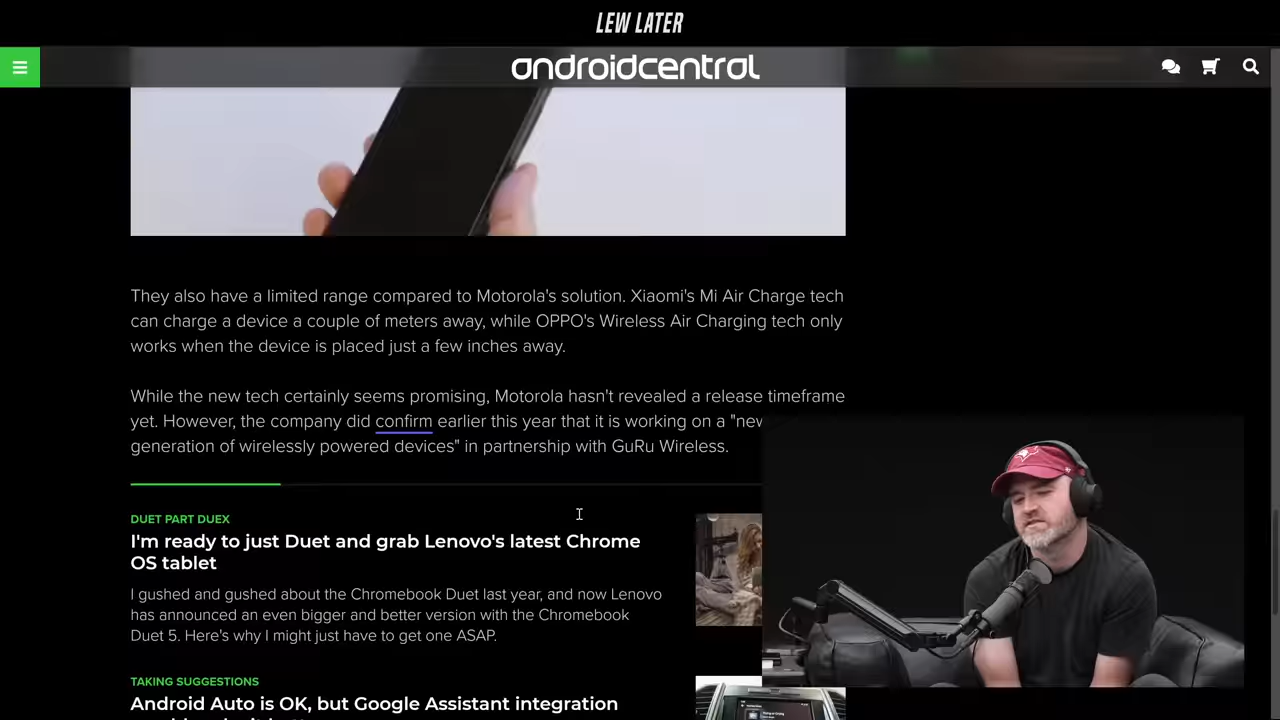 LEW LATER
androidcentral
They also have a limited range compared to Motorola's solution. Xiaomi's Mi Air Charge tech
can charge a device a couple of meters away, while OPPO's Wireless Air Charging tech only
works when the device is placed just a few inches away.
While the new tech certainly seems promising, Motorola hasn't revealed a release timeframe
yet. However, the company did confirm earlier this year that it is working on a "new
generation of wirelessly powered devices" in partnership with GuRu Wireless.
DUET PART DUEX
I'm ready to just Duet and grab Lenovo's latest Chrome
OS tablet
I gushed and gushed about the Chromebook Duet last year, and now Lenovo
has announced an even bigger and better version with the Chromebook
Duet 5. Here's why I might just have to get one ASAP.
TAKING SUGGESTIONS
Android Auto is OK, but Google Assistant integration